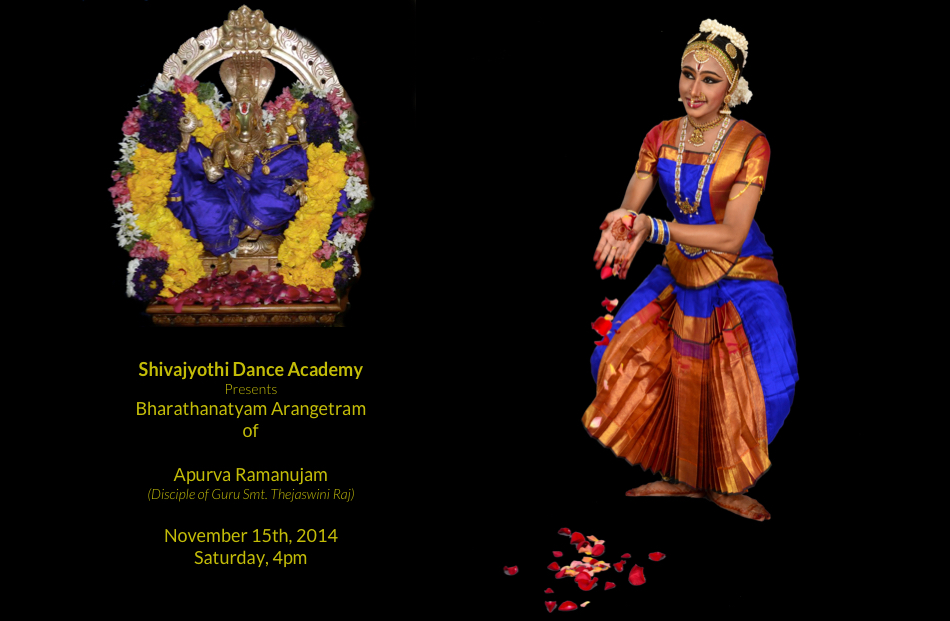 Shivajyothi Dance Academy
Presents
Bharathanatyam Arangetram
of
Apurva Ramanujam
(Disciple of Guru Smt. Thejaswini Raj)
November 15th, 2014
Saturday, 4pm